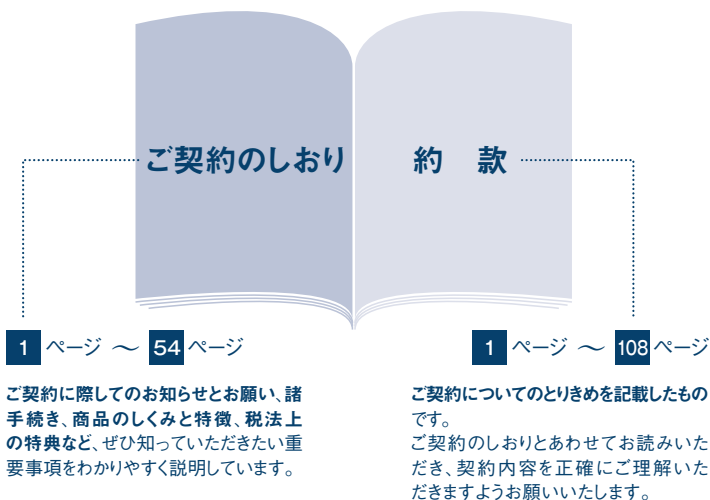 ご契約のしおり
1 ページ 〜 54 ページ
ご契約に際してのお知らせとお願い、諸
手続き、商品のしくみと特徴、税法上
の特典など、ぜひ知っていただきたい重
要事項をわかりやすく説明しています。
約　款
1 ページ 〜 108 ページ
ご契約についてのとりきめを記載したもの
です。
ご契約のしおりとあわせてお読みいた
だき、契約内容を正確にご理解いた
だきますようお願いいたします。